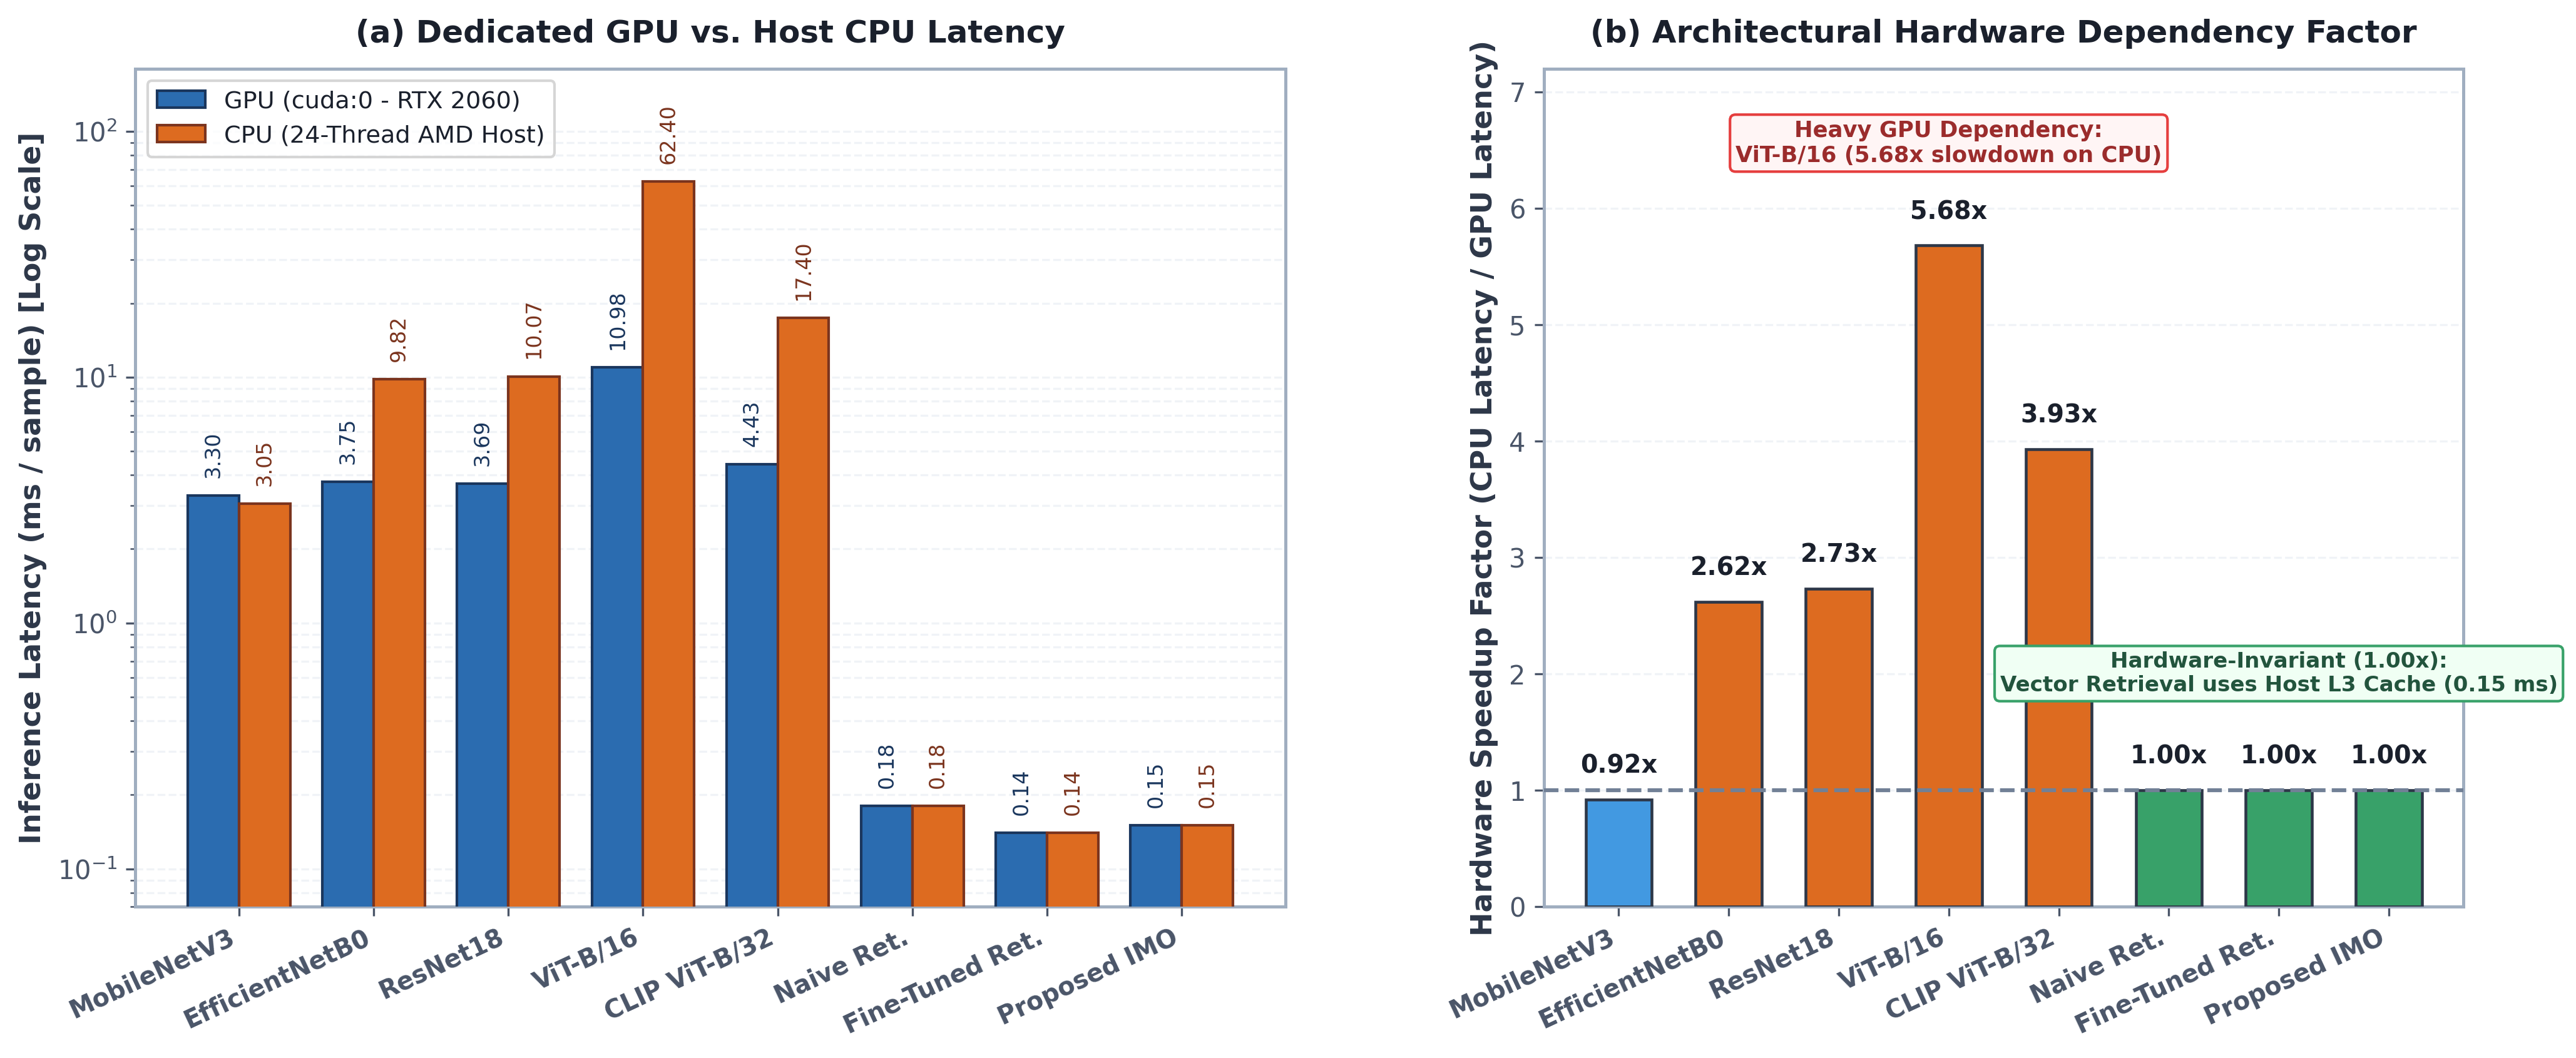 (a) Dedicated GPU vs. Host CPU Latency
Inference Latency (ms / sample) [Log Scale]
GPU (cuda:0 - RTX 2060)
CPU (24-Thread AMD Host)
10²
10¹
10⁰
10⁻¹
3.30
3.05
3.75
9.82
3.69
10.07
10.98
62.40
4.43
17.40
0.18
0.18
0.14
0.14
0.15
0.15
MobileNetV3
EfficientNetB0
ResNet18
ViT-B/16
CLIP ViT-B/32
Naive Ret.
Fine-Tuned Ret.
Proposed IMO
(b) Architectural Hardware Dependency Factor
Hardware Speedup Factor (CPU Latency / GPU Latency)
7
6
5
4
3
2
1
0
Heavy GPU Dependency:
ViT-B/16 (5.68x slowdown on CPU)
0.92x
2.62x
2.73x
5.68x
3.93x
1.00x
1.00x
1.00x
Hardware-Invariant (1.00x):
Vector Retrieval uses Host L3 Cache (0.15 ms)
MobileNetV3
EfficientNetB0
ResNet18
ViT-B/16
CLIP ViT-B/32
Naive Ret.
Fine-Tuned Ret.
Proposed IMO